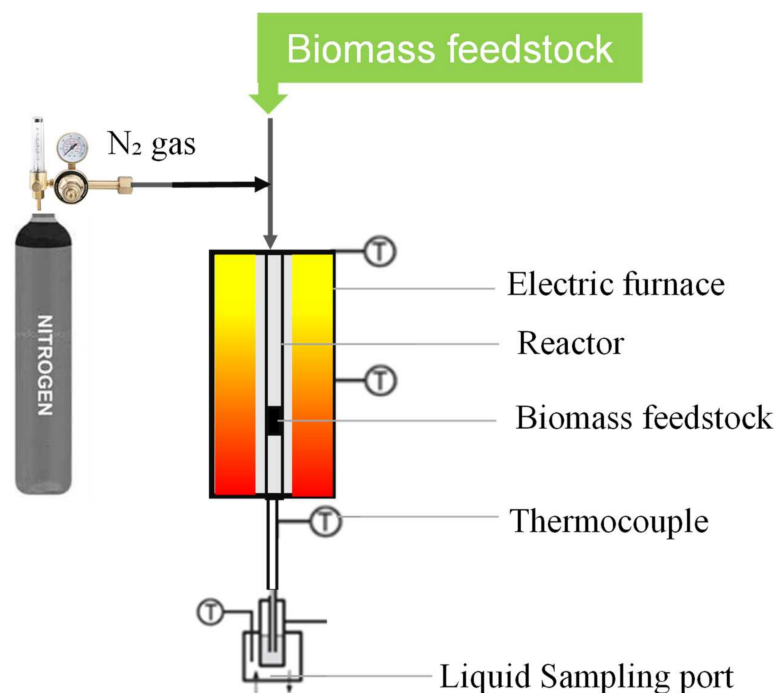 Biomass feedstock
N₂ gas
NITROGEN
T
Electric furnace
Reactor
T
Biomass feedstock
T
Thermocouple
T
Liquid Sampling port